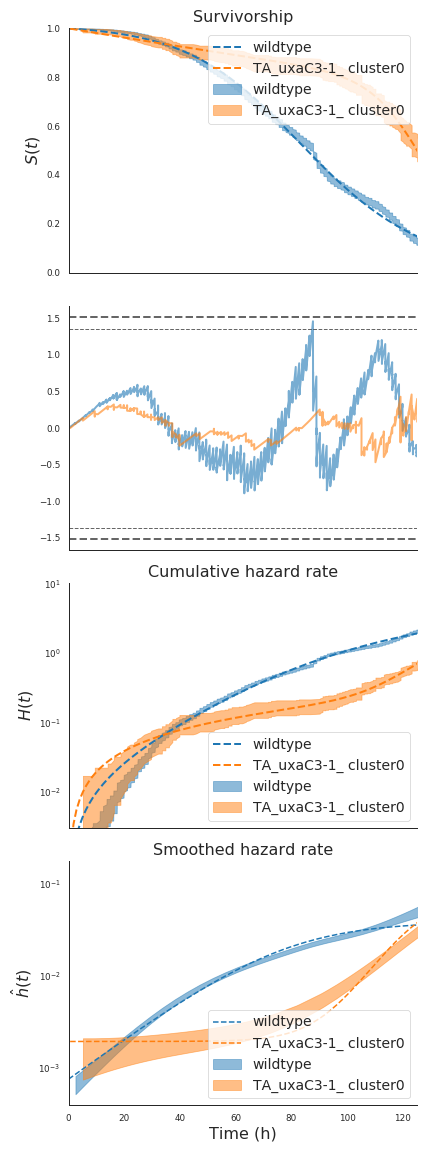 Survivorship
1.0
0.8
0.6
0.4
0.2
0.0
S(t)
wildtype
TA_uxaC3-1_ cluster0
wildtype
TA_uxaC3-1_ cluster0
1.5
1.0
0.5
0.0
−0.5
−1.0
−1.5
Cumulative hazard rate
10^1
10^0
10^−1
10^−2
H(t)
wildtype
TA_uxaC3-1_ cluster0
wildtype
TA_uxaC3-1_ cluster0
Smoothed hazard rate
10^−1
10^−2
10^−3
ĥ(t)
wildtype
TA_uxaC3-1_ cluster0
wildtype
TA_uxaC3-1_ cluster0
0 20 40 60 80 100 120
Time (h)